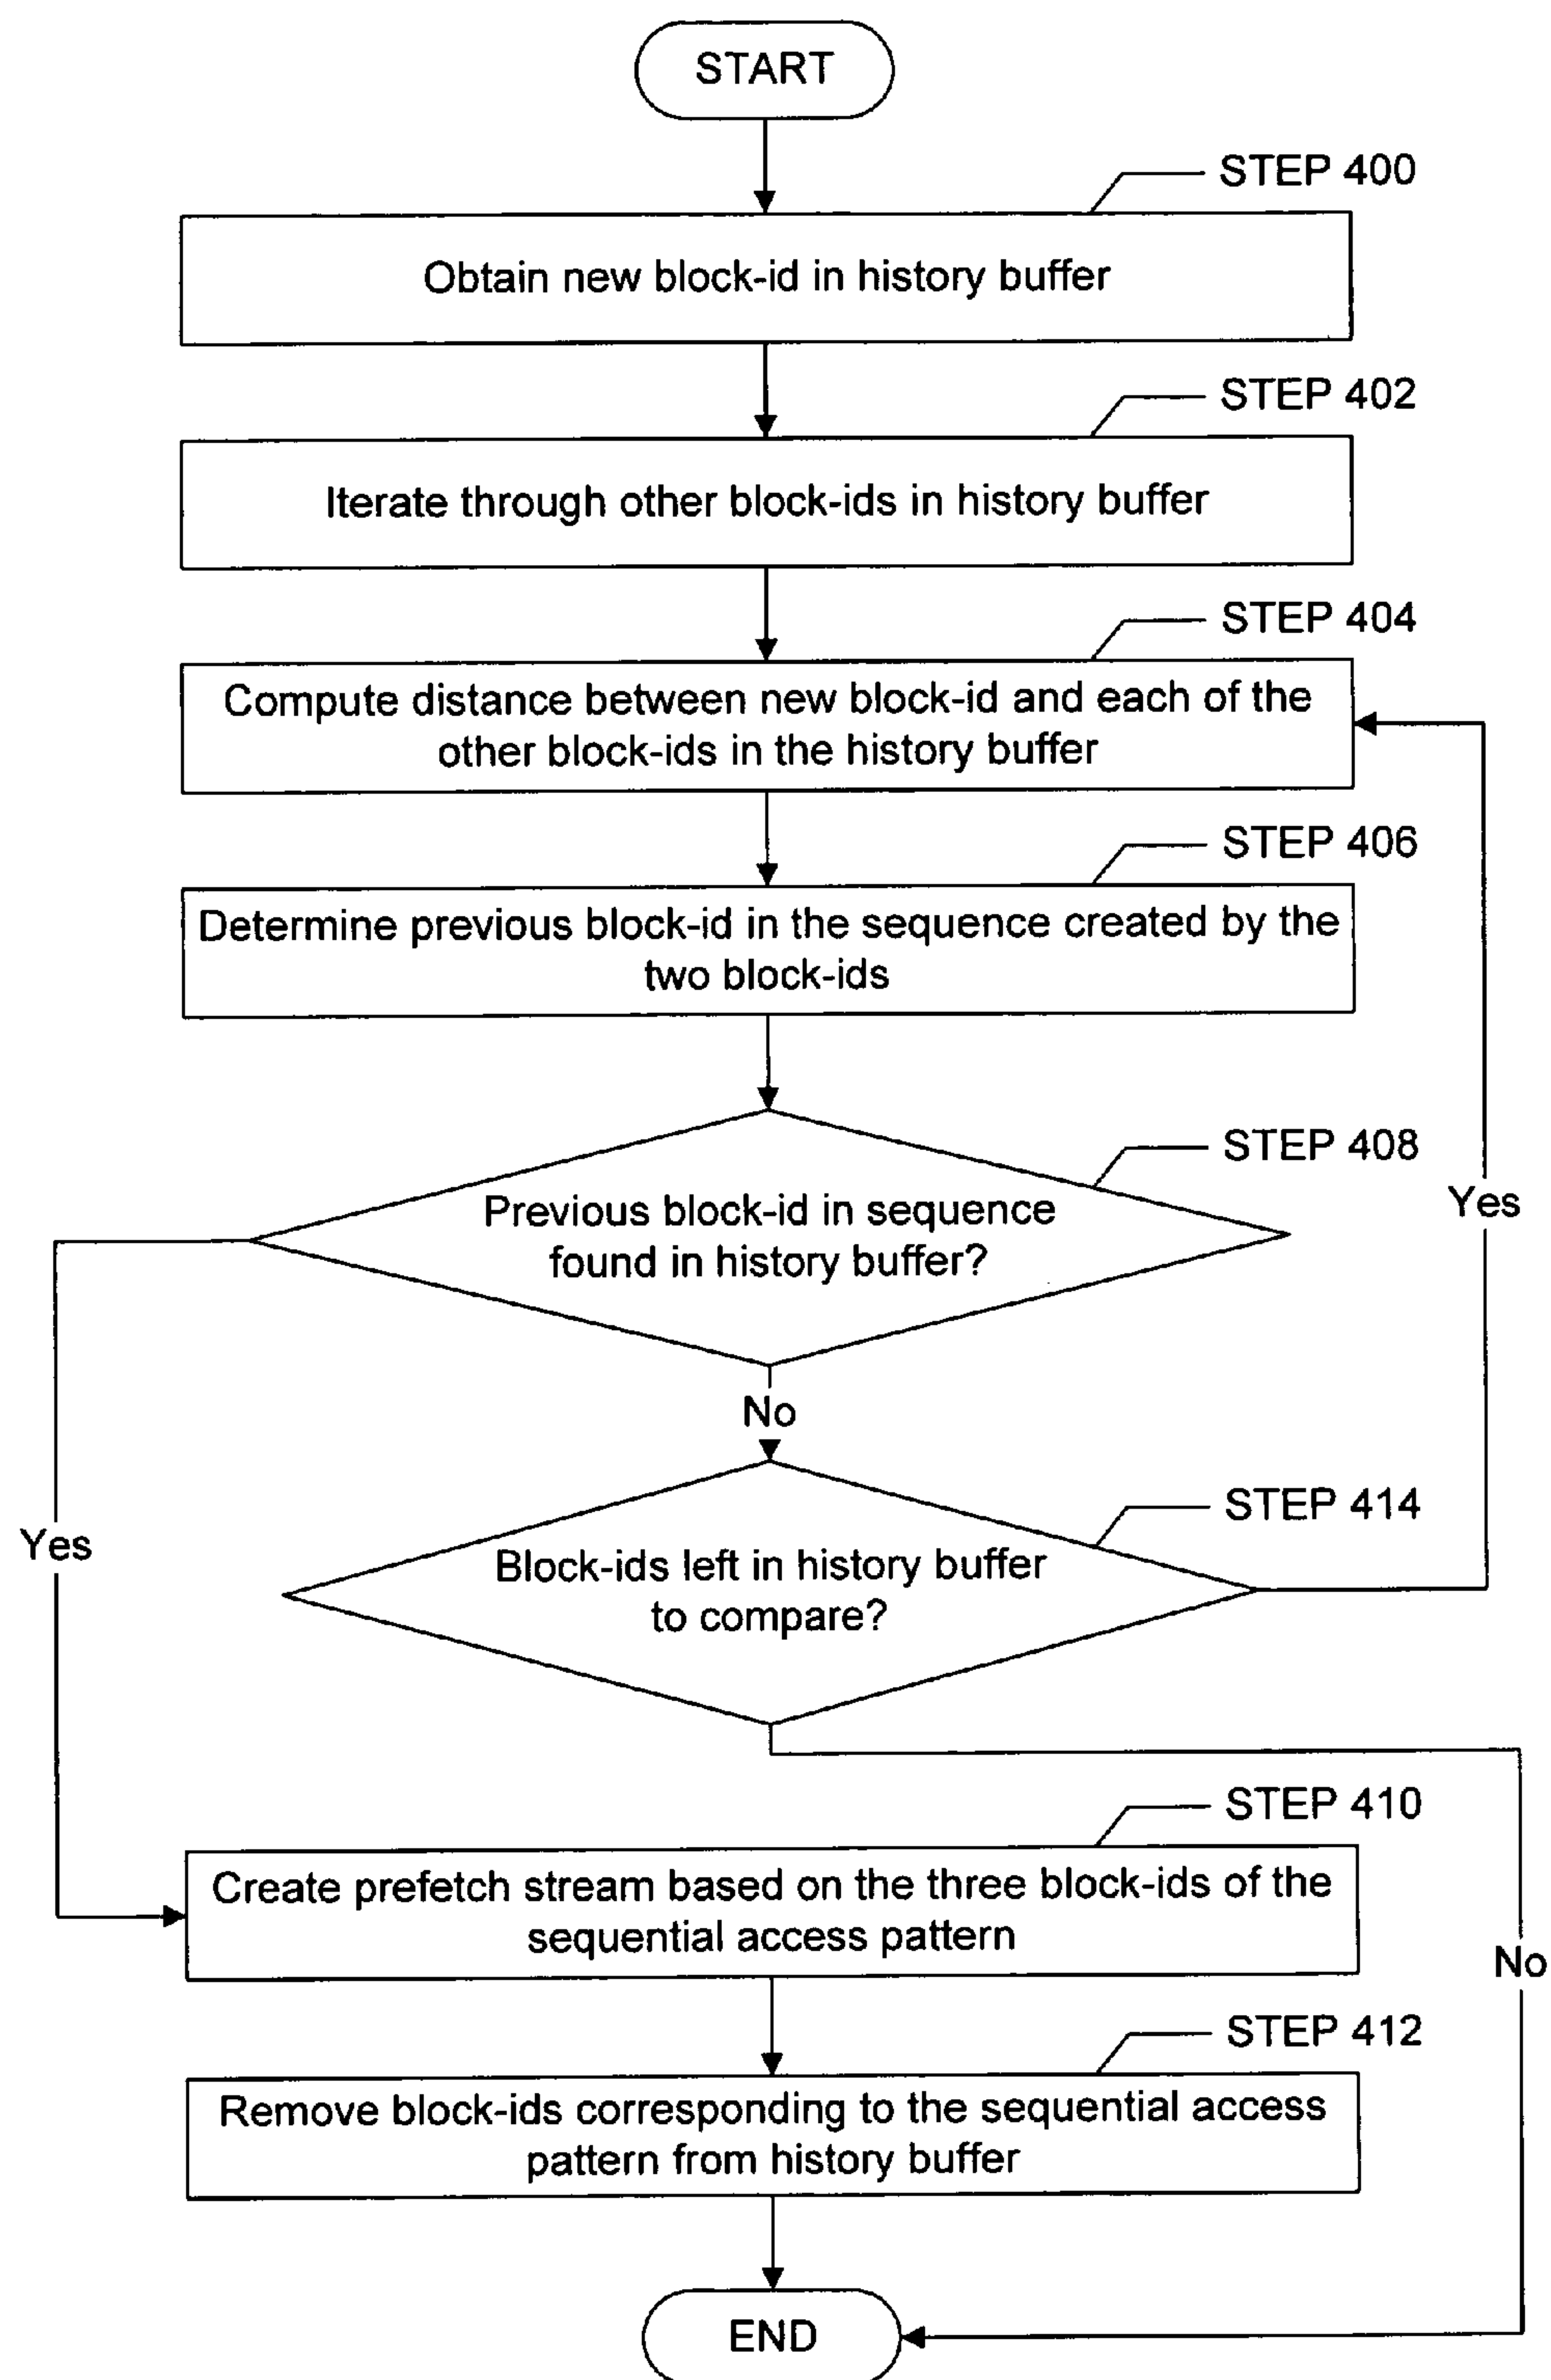 START
STEP 400
Obtain new block-id in history buffer
STEP 402
Iterate through other block-ids in history buffer
STEP 404
Compute distance between new block-id and each of the
other block-ids in the history buffer
STEP 406
Determine previous block-id in the sequence created by the
two block-ids
STEP 408
Previous block-id in sequence
found in history buffer?
Yes
No
STEP 414
Yes
Block-ids left in history buffer
to compare?
STEP 410
Create prefetch stream based on the three block-ids of the
sequential access pattern
No
STEP 412
Remove block-ids corresponding to the sequential access
pattern from history buffer
END